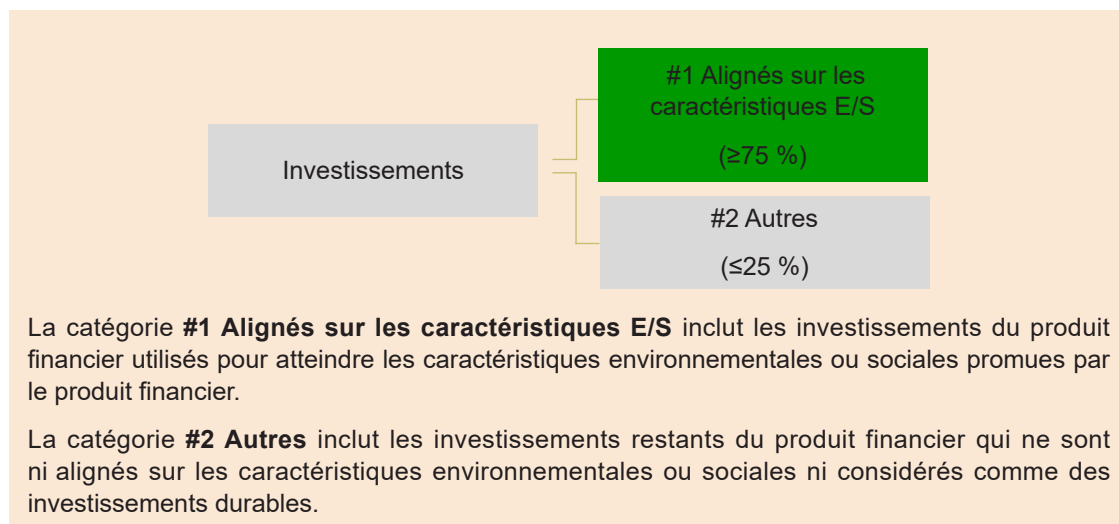 #1 Alignés sur les
caractéristiques E/S
(≥75 %)
Investissements
#2 Autres
(≤25 %)
La catégorie #1 Alignés sur les caractéristiques E/S inclut les investissements du produit
financier utilisés pour atteindre les caractéristiques environnementales ou sociales promues par
le produit financier.
La catégorie #2 Autres inclut les investissements restants du produit financier qui ne sont
ni alignés sur les caractéristiques environnementales ou sociales ni considérés comme des
investissements durables.